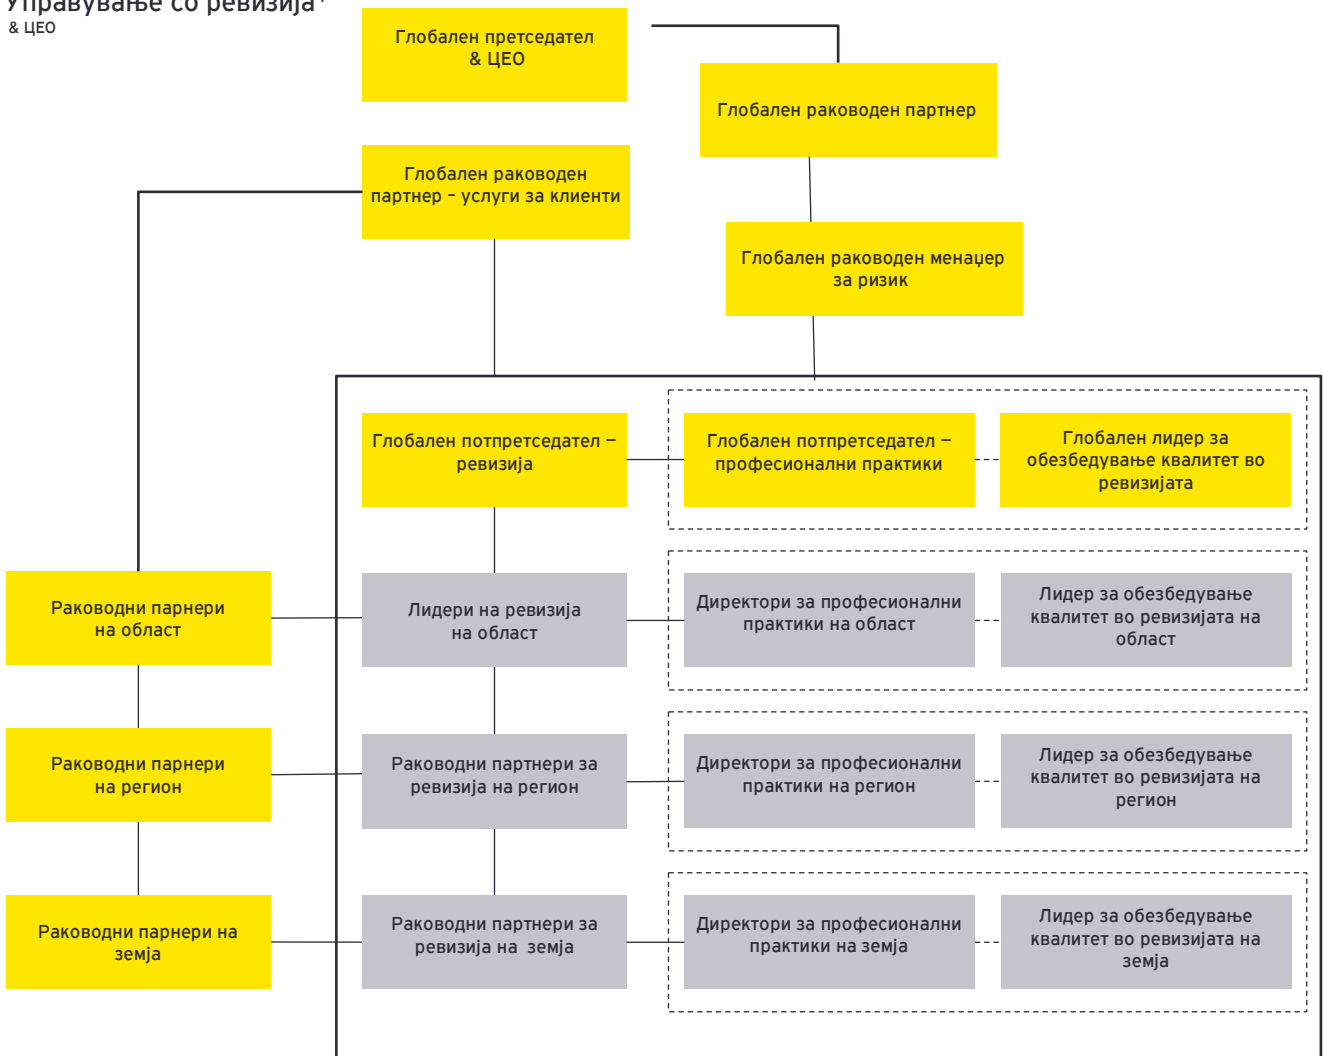 Управување со ревизија
& ЦЕО
Глобален претседател
& ЦЕО
Глобален раководен партнер
Глобален раководен
партнер – услуги за клиенти
Глобален раководен менаџер
за ризик
Глобален потпретседател –
ревизија
Глобален потпретседател –
професионални практики
Глобален лидер за
обезбедување квалитет во
ревизијата
Раководни парнери
на област
Лидери на ревизија
на област
Директори за професионални
практики на област
Лидер за обезбедување
квалитет во ревизијата на
област
Раководни парнери
на регион
Раководни партнери за
ревизија на регион
Директори за професионални
практики на регион
Лидер за обезбедување
квалитет во ревизијата на
регион
Раководни парнери на
земја
Раководни партнери за
ревизија на земја
Директори за професионални
практики на земја
Лидер за обезбедување
квалитет во ревизијата на
земја